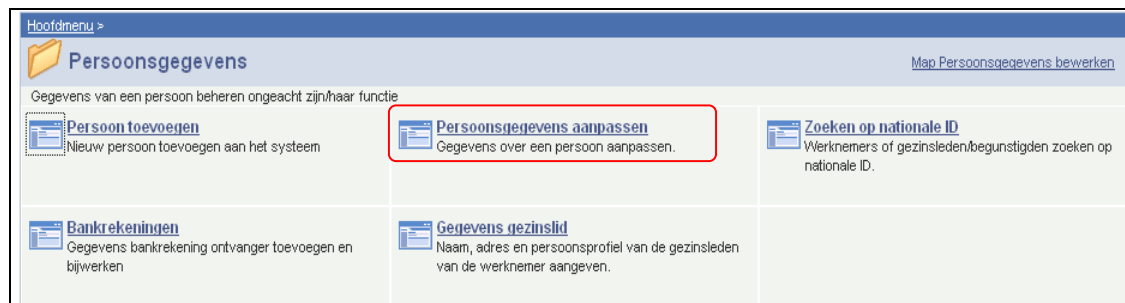 Hoofdmenu >
Persoonsgegevens
Map Persoonsgegevens bewerken
Gegevens van een persoon beheren ongeacht zijn/haar functie
Persoon toevoegen
Nieuw persoon toevoegen aan het systeem
Persoonsgegevens aanpassen
Gegevens over een persoon aanpassen.
Zoeken op nationale ID
Werknemers of gezinsleden/begunstigden zoeken op
nationale ID.
Bankrekeningen
Gegevens bankrekening ontvanger toevoegen en
bijwerken
Gegevens gezinslid
Naam, adres en persoonsprofiel van de gezinsleden
van de werknemer aangeven.